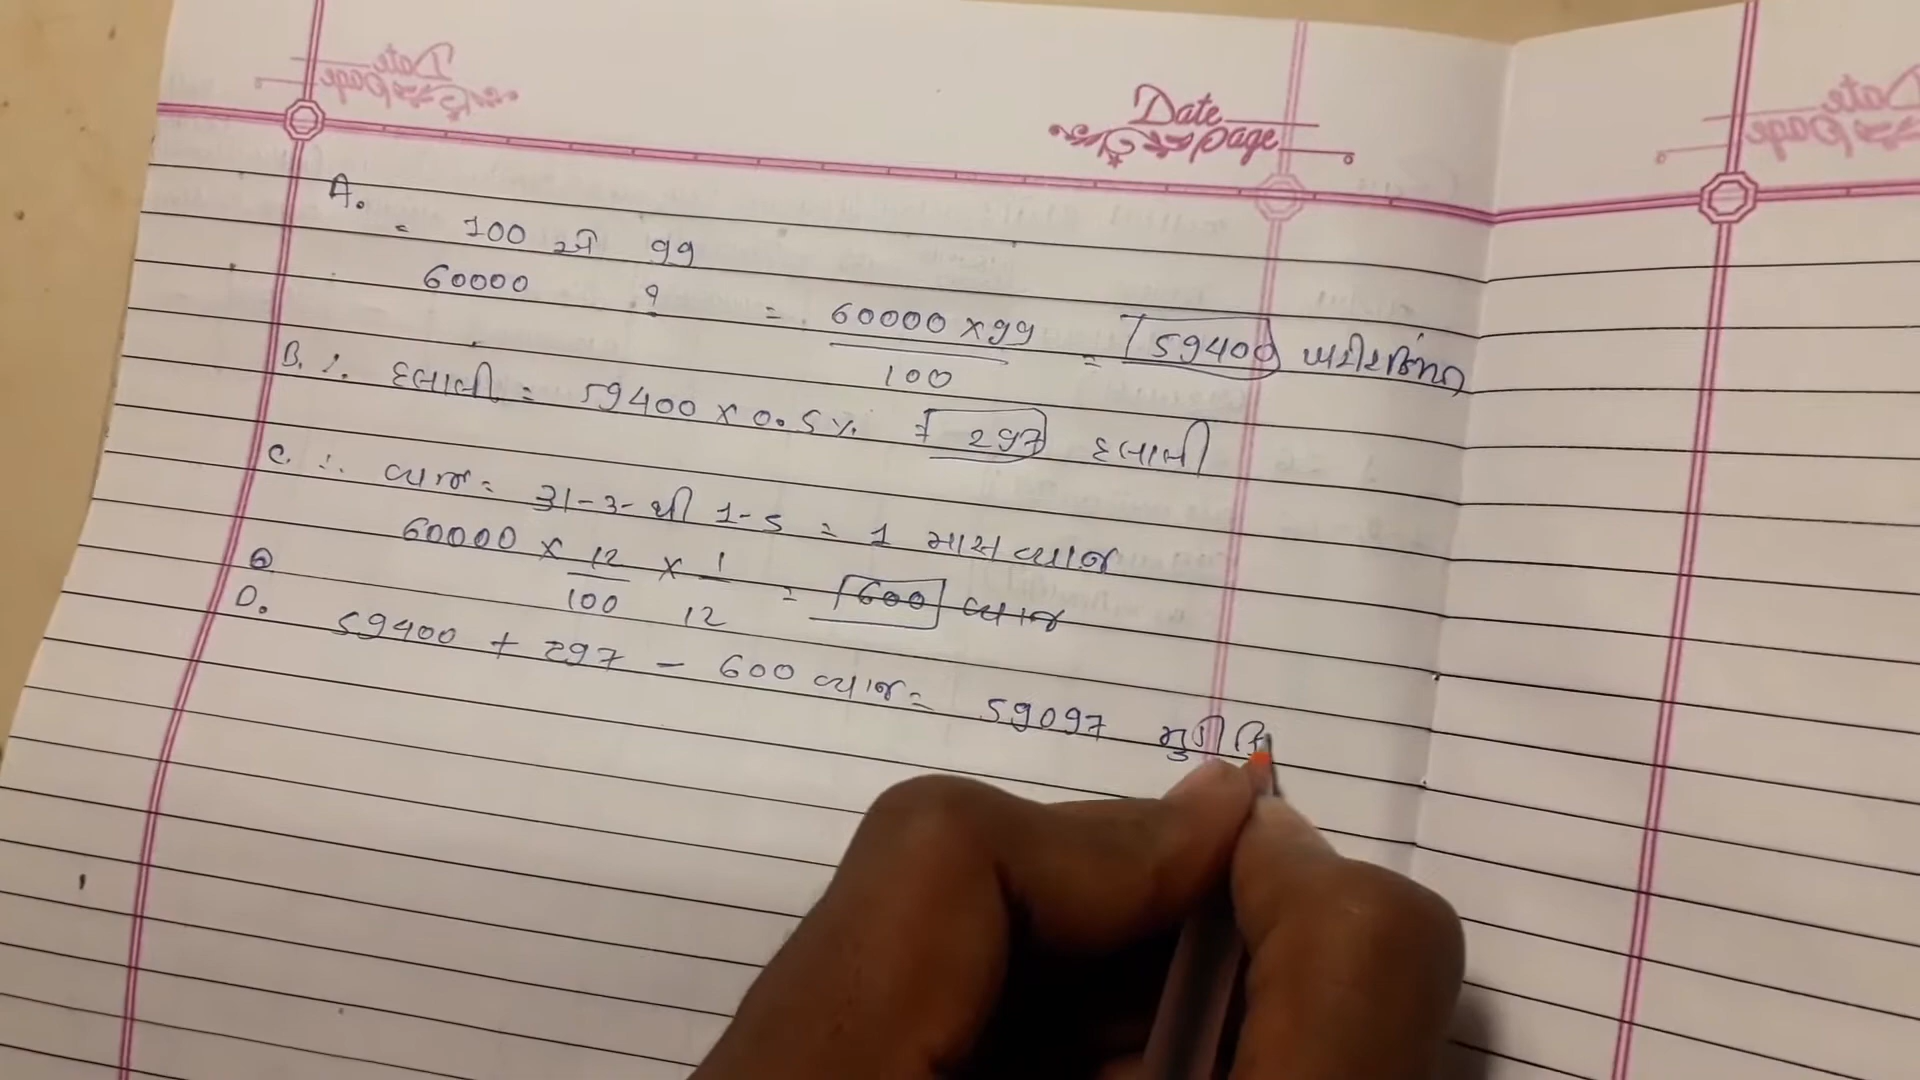 Date
Page
A.
= 100 એ 99
60000 ? = 60000 × 99 / 100 = 59400 ખરીદકિંમત
B. ∴ દલાલી = 59400 × 0.5 % = 297 દલાલી
C. ∴ વ્યાજ = 31-3-થી 1-5 = 1 માસ વ્યાજ
60000 × 12/100 × 1/12 = 600 વ્યાજ
D. 59400 + 297 - 600 વ્યાજ = 59097 મુડી કિ